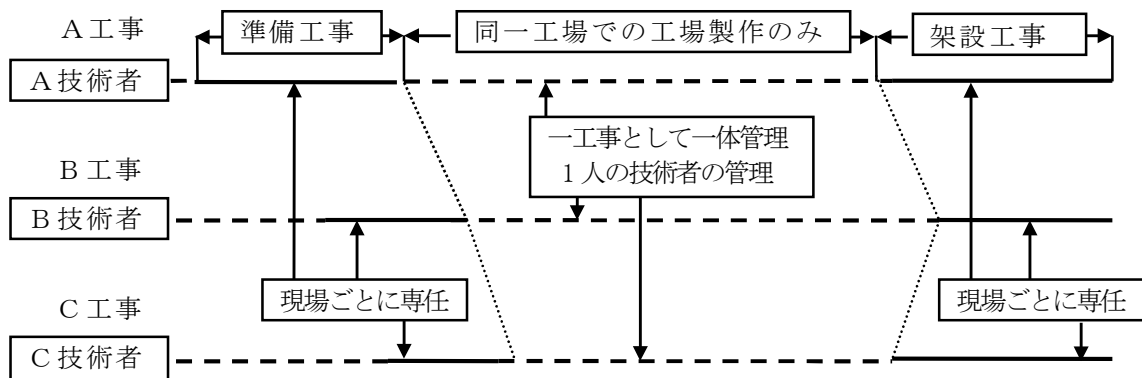 A工事
準備工事
同一工場での工場製作のみ
架設工事
A技術者
一工事として一体管理
1人の技術者の管理
B工事
B技術者
現場ごとに専任
現場ごとに専任
C工事
C技術者